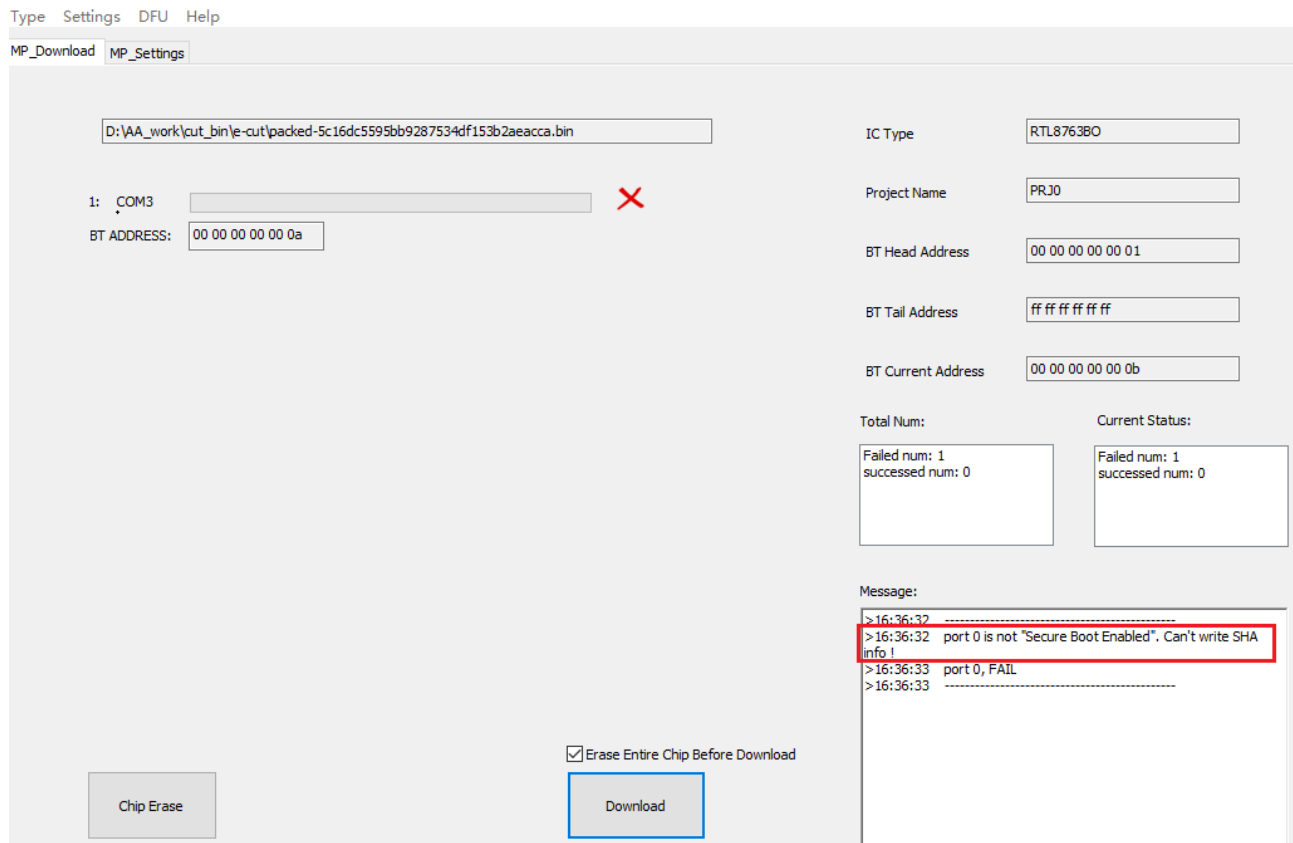 Type Settings DFU Help
MP_Download MP_Settings
D:\AA_work\cut_bin\e-cut\packed-5c16dc5595bb9287534df153b2aeacca.bin
1: COM3
BT ADDRESS: 00 00 00 00 00 0a
IC Type RTL8763BO
Project Name PRJ0
BT Head Address 00 00 00 00 00 01
BT Tail Address ff ff ff ff ff ff
BT Current Address 00 00 00 00 00 0b
Total Num:
Failed num: 1
successed num: 0
Current Status:
Failed num: 1
successed num: 0
Message:
>16:36:32 ------------------------------------------------
>16:36:32 port 0 is not "Secure Boot Enabled". Can't write SHA
info !
>16:36:33 port 0, FAIL
>16:36:33 ------------------------------------------------
Erase Entire Chip Before Download
Chip Erase
Download